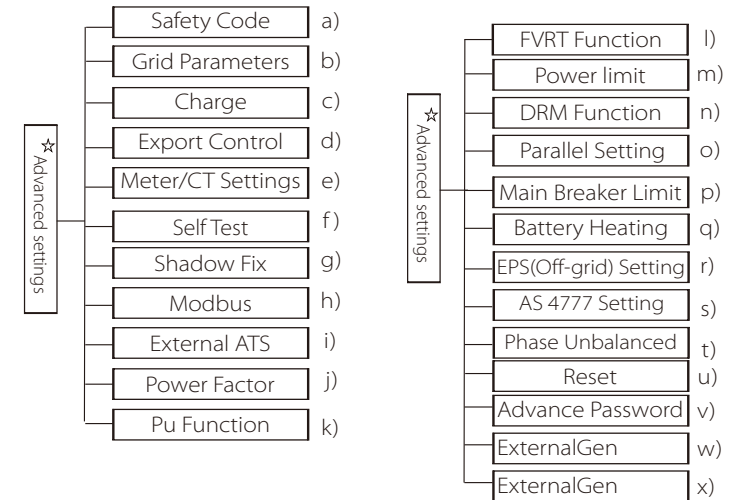 ☆ Advanced settings
Safety Code a)
Grid Parameters b)
Charge c)
Export Control d)
Meter/CT Settings e)
Self Test f)
Shadow Fix g)
Modbus h)
External ATS i)
Power Factor j)
Pu Function k)
☆ Advanced settings
FVRT Function l)
Power limit m)
DRM Function n)
Parallel Setting o)
Main Breaker Limit p)
Battery Heating q)
EPS(Off-grid) Setting r)
AS 4777 Setting s)
Phase Unbalanced t)
Reset u)
Advance Password v)
ExternalGen w)
ExternalGen x)